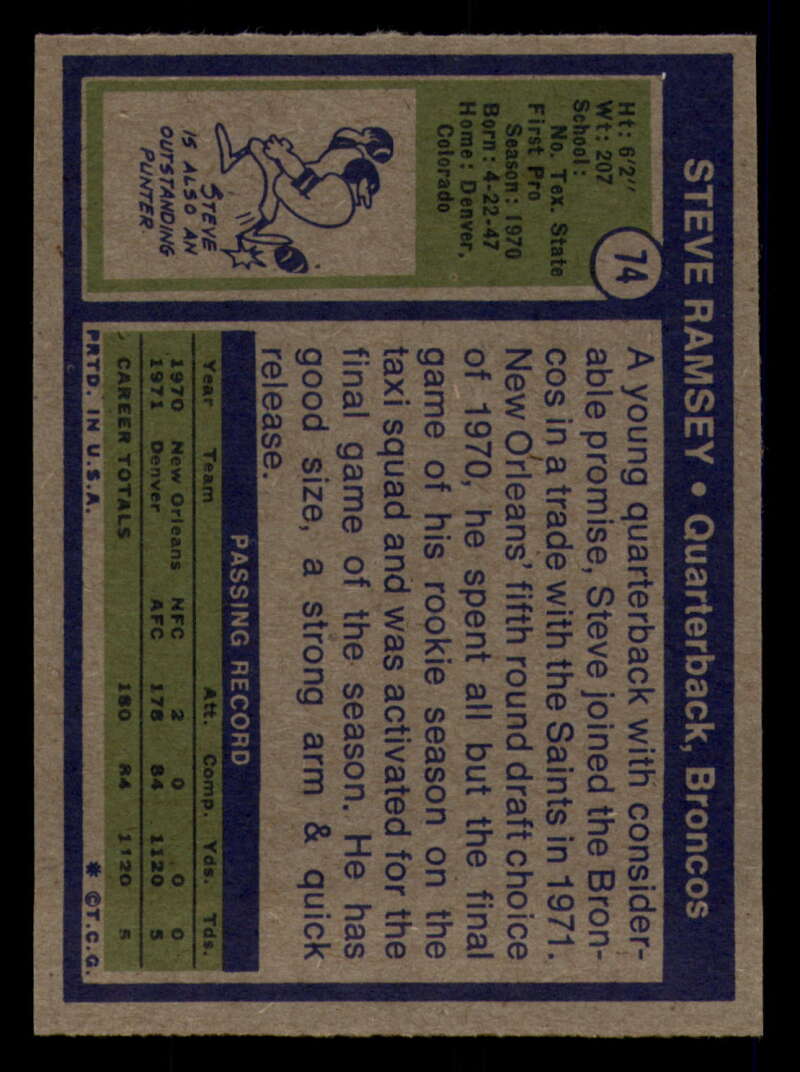 STEVE RAMSEY • Quarterback, Broncos
74
Ht: 6'2"
Wt: 207
School:
No. Tex. State
First Pro
Season: 1970
Born: 4-22-47
Home: Denver,
Colorado
STEVE
IS ALSO AN
OUTSTANDING
PUNTER.
A young quarterback with consider-
able promise, Steve joined the Bron-
cos in a trade with the Saints in 1971.
New Orleans' fifth round draft choice
of 1970, he spent all but the final
game of his rookie season on the
taxi squad and was activated for the
final game of the season. He has
good size, a strong arm & quick
release.
PASSING RECORD
Year Team Att. Comp. Yds. Tds.
1970 New Orleans NFC 2 0 0 0
1971 Denver AFC 178 84 1120 5
CAREER TOTALS 180 84 1120 5
PRTD. IN U.S.A. * ©T.C.G.